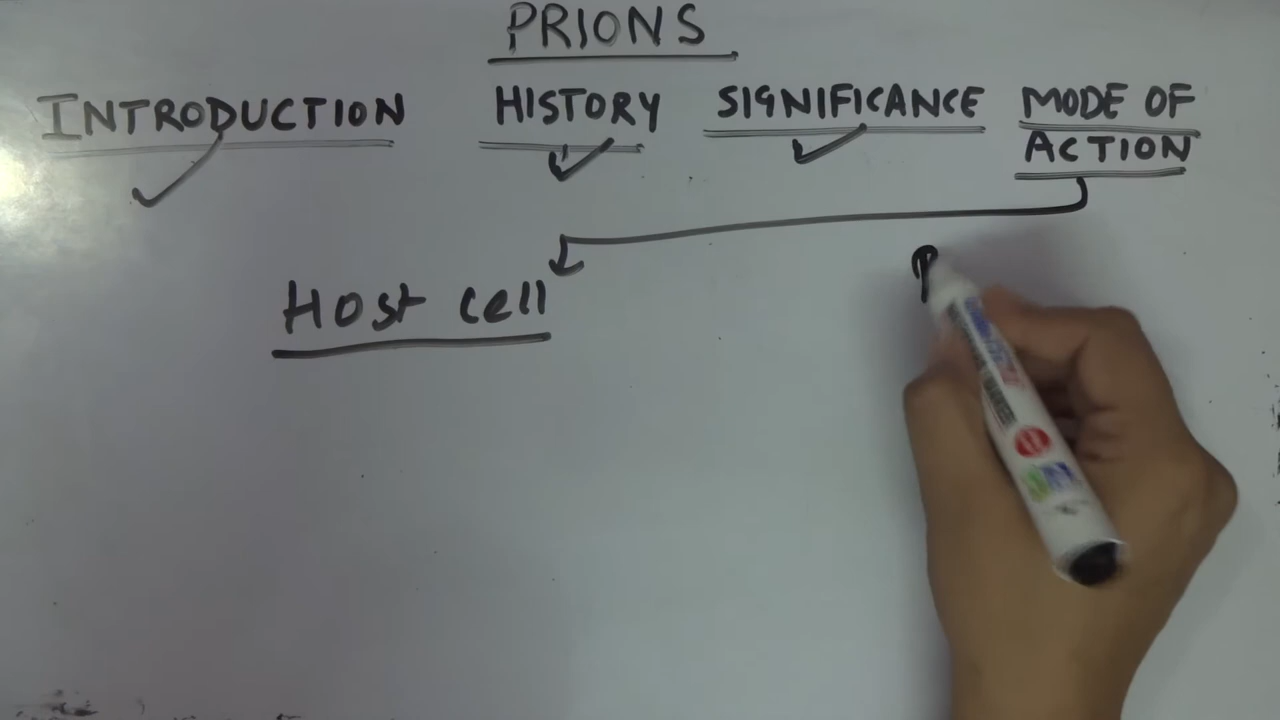 PRIONS
INTRODUCTION HISTORY SIGNIFICANCE MODE OF
ACTION
Host cell
P